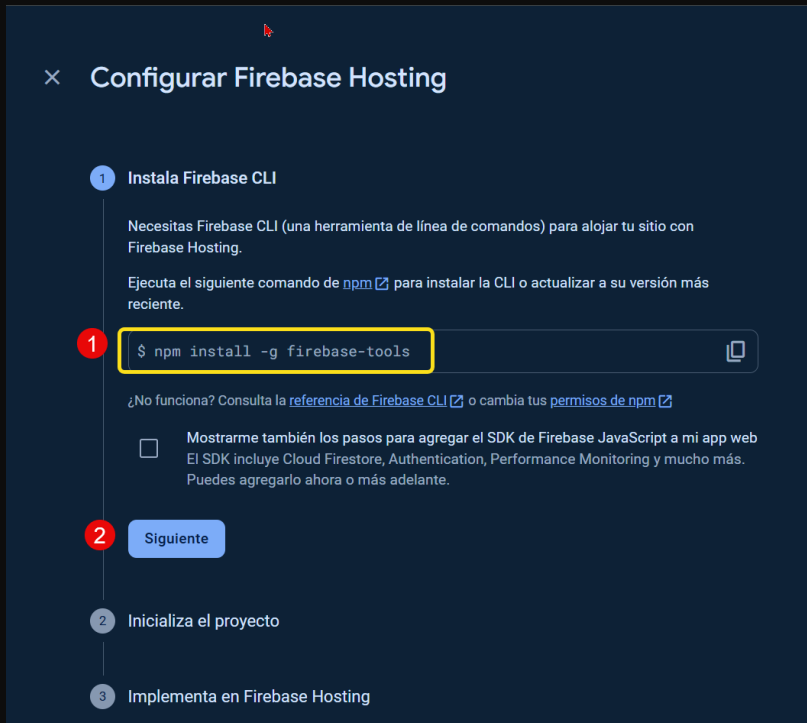 Configurar Firebase Hosting
1 Instala Firebase CLI
Necesitas Firebase CLI (una herramienta de línea de comandos) para alojar tu sitio con
Firebase Hosting.
Ejecuta el siguiente comando de npm para instalar la CLI o actualizar a su versión más
reciente.
1 $ npm install -g firebase-tools
¿No funciona? Consulta la referencia de Firebase CLI o cambia tus permisos de npm
Mostrarme también los pasos para agregar el SDK de Firebase JavaScript a mi app web
El SDK incluye Cloud Firestore, Authentication, Performance Monitoring y mucho más.
Puedes agregarlo ahora o más adelante.
2 Siguiente
2 Inicializa el proyecto
3 Implementa en Firebase Hosting